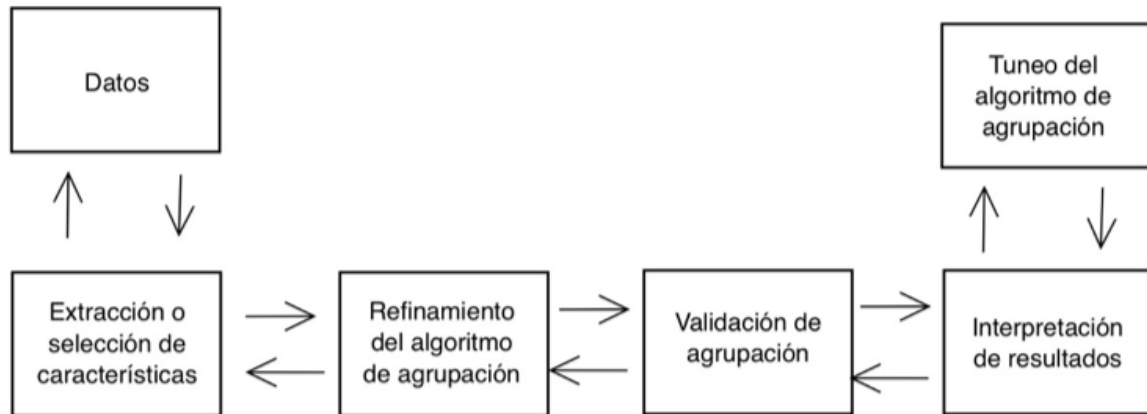 Datos
Tuneo del
algoritmo de
agrupación
Extracción o
selección de
características
Refinamiento
del algoritmo
de agrupación
Validación de
agrupación
Interpretación
de resultados